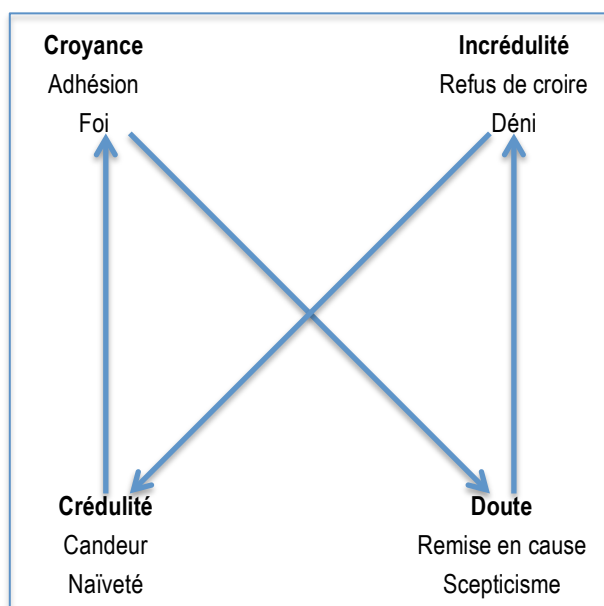 Croyance
Adhésion
Foi
Incrédulité
Refus de croire
Déni
Crédulité
Candeur
Naïveté
Doute
Remise en cause
Scepticisme